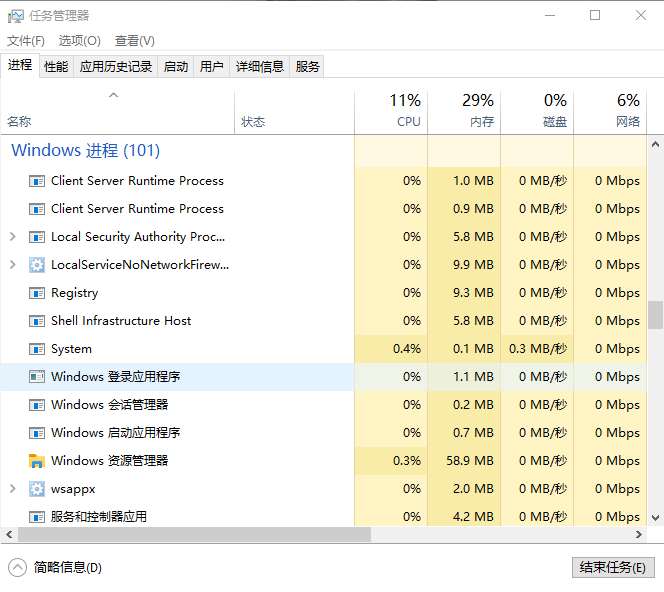 任务管理器
文件(F) 选项(O) 查看(V)
进程 性能 应用历史记录 启动 用户 详细信息 服务
11% 29% 0% 6%
名称 状态 CPU 内存 磁盘 网络
Windows 进程 (101)
Client Server Runtime Process 0% 1.0 MB 0 MB/秒 0 Mbps
Client Server Runtime Process 0% 0.9 MB 0 MB/秒 0 Mbps
Local Security Authority Proc... 0% 5.8 MB 0 MB/秒 0 Mbps
LocalServiceNoNetworkFirew... 0% 9.9 MB 0 MB/秒 0 Mbps
Registry 0% 9.3 MB 0 MB/秒 0 Mbps
Shell Infrastructure Host 0% 5.8 MB 0 MB/秒 0 Mbps
System 0.4% 0.1 MB 0.3 MB/秒 0 Mbps
Windows 登录应用程序 0% 1.1 MB 0 MB/秒 0 Mbps
Windows 会话管理器 0% 0.2 MB 0 MB/秒 0 Mbps
Windows 启动应用程序 0% 0.7 MB 0 MB/秒 0 Mbps
Windows 资源管理器 0.3% 58.9 MB 0 MB/秒 0 Mbps
wsappx 0% 2.0 MB 0 MB/秒 0 Mbps
服务和控制器应用 0% 4.2 MB 0 MB/秒 0 Mbps
简略信息(D) 结束任务(E)